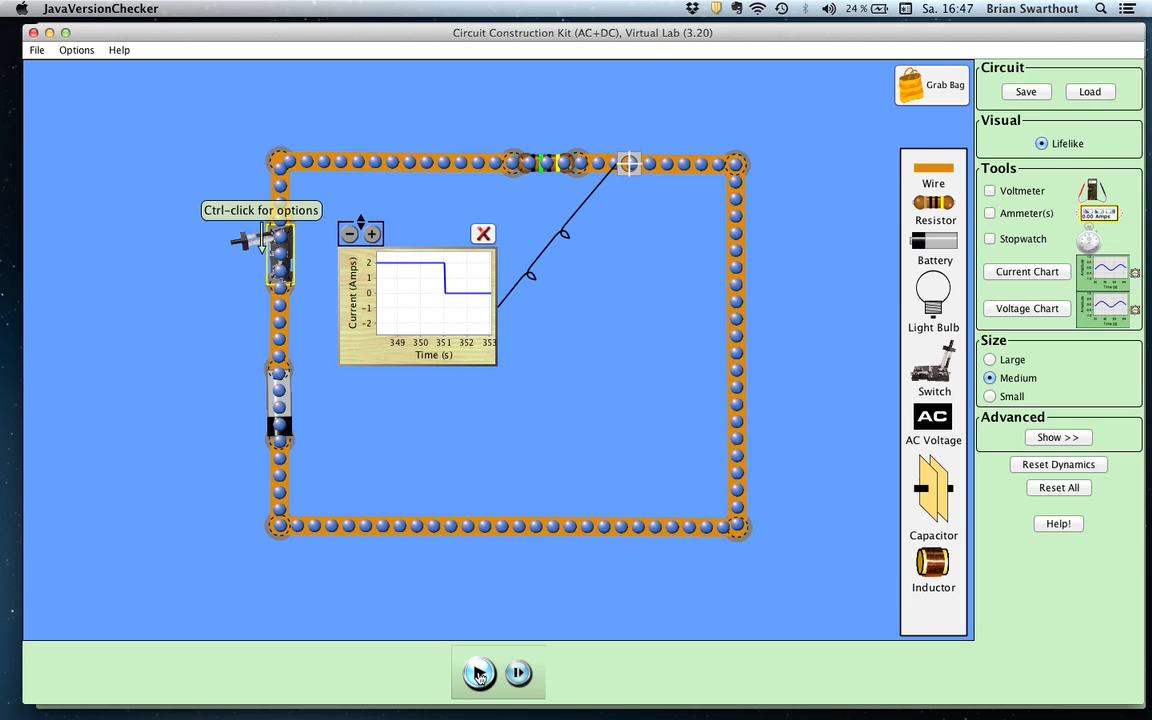 JavaVersionChecker
24 %
Sa. 16:47
Brian Swarthout
Circuit Construction Kit (AC+DC), Virtual Lab (3.20)
File
Options
Help
Grab Bag
Circuit
Save
Load
Visual
Lifelike
Tools
Voltmeter
Ammeter(s)
0.00 Amps
Stopwatch
Current Chart
Voltage Chart
Size
Large
Medium
Small
Advanced
Show >>
Reset Dynamics
Reset All
Help!
Wire
Resistor
Battery
Light Bulb
Switch
AC
AC Voltage
Capacitor
Inductor
Ctrl-click for options
Current (Amps)
2
1
0
-1
-2
349 350 351 352 353
Time (s)